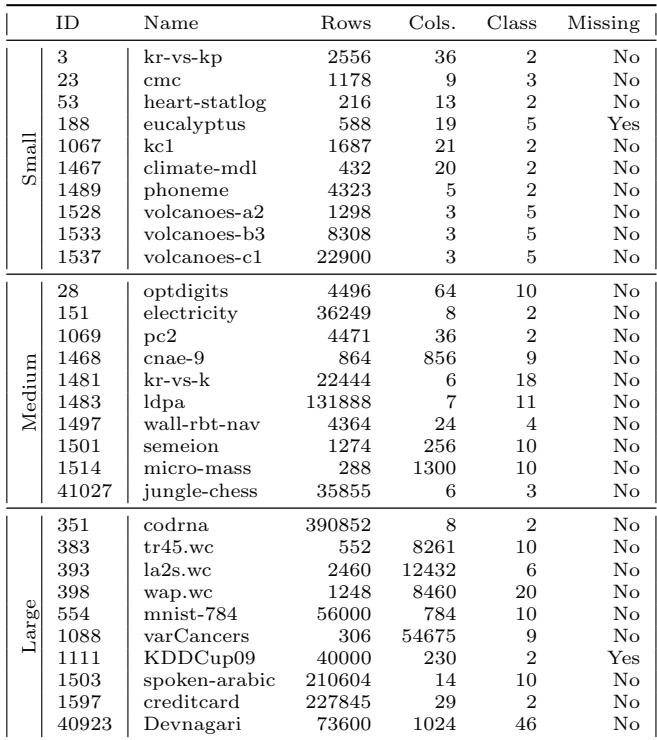 ID Name Rows Cols. Class Missing
Small
3 kr-vs-kp 2556 36 2 No
23 cmc 1178 9 3 No
53 heart-statlog 216 13 2 No
188 eucalyptus 588 19 5 Yes
1067 kc1 1687 21 2 No
1467 climate-mdl 432 20 2 No
1489 phoneme 4323 5 2 No
1528 volcanoes-a2 1298 3 5 No
1533 volcanoes-b3 8308 3 5 No
1537 volcanoes-c1 22900 3 5 No
Medium
28 optdigits 4496 64 10 No
151 electricity 36249 8 2 No
1069 pc2 4471 36 2 No
1468 cnae-9 864 856 9 No
1481 kr-vs-k 22444 6 18 No
1483 ldpa 131888 7 11 No
1497 wall-rbt-nav 4364 24 4 No
1501 semeion 1274 256 10 No
1514 micro-mass 288 1300 10 No
41027 jungle-chess 35855 6 3 No
Large
351 codrna 390852 8 2 No
383 tr45.wc 552 8261 10 No
393 la2s.wc 2460 12432 6 No
398 wap.wc 1248 8460 20 No
554 mnist-784 56000 784 10 No
1088 varCancers 306 54675 9 No
1111 KDDCup09 40000 230 2 Yes
1503 spoken-arabic 210604 14 10 No
1597 creditcard 227845 29 2 No
40923 Devnagari 73600 1024 46 No